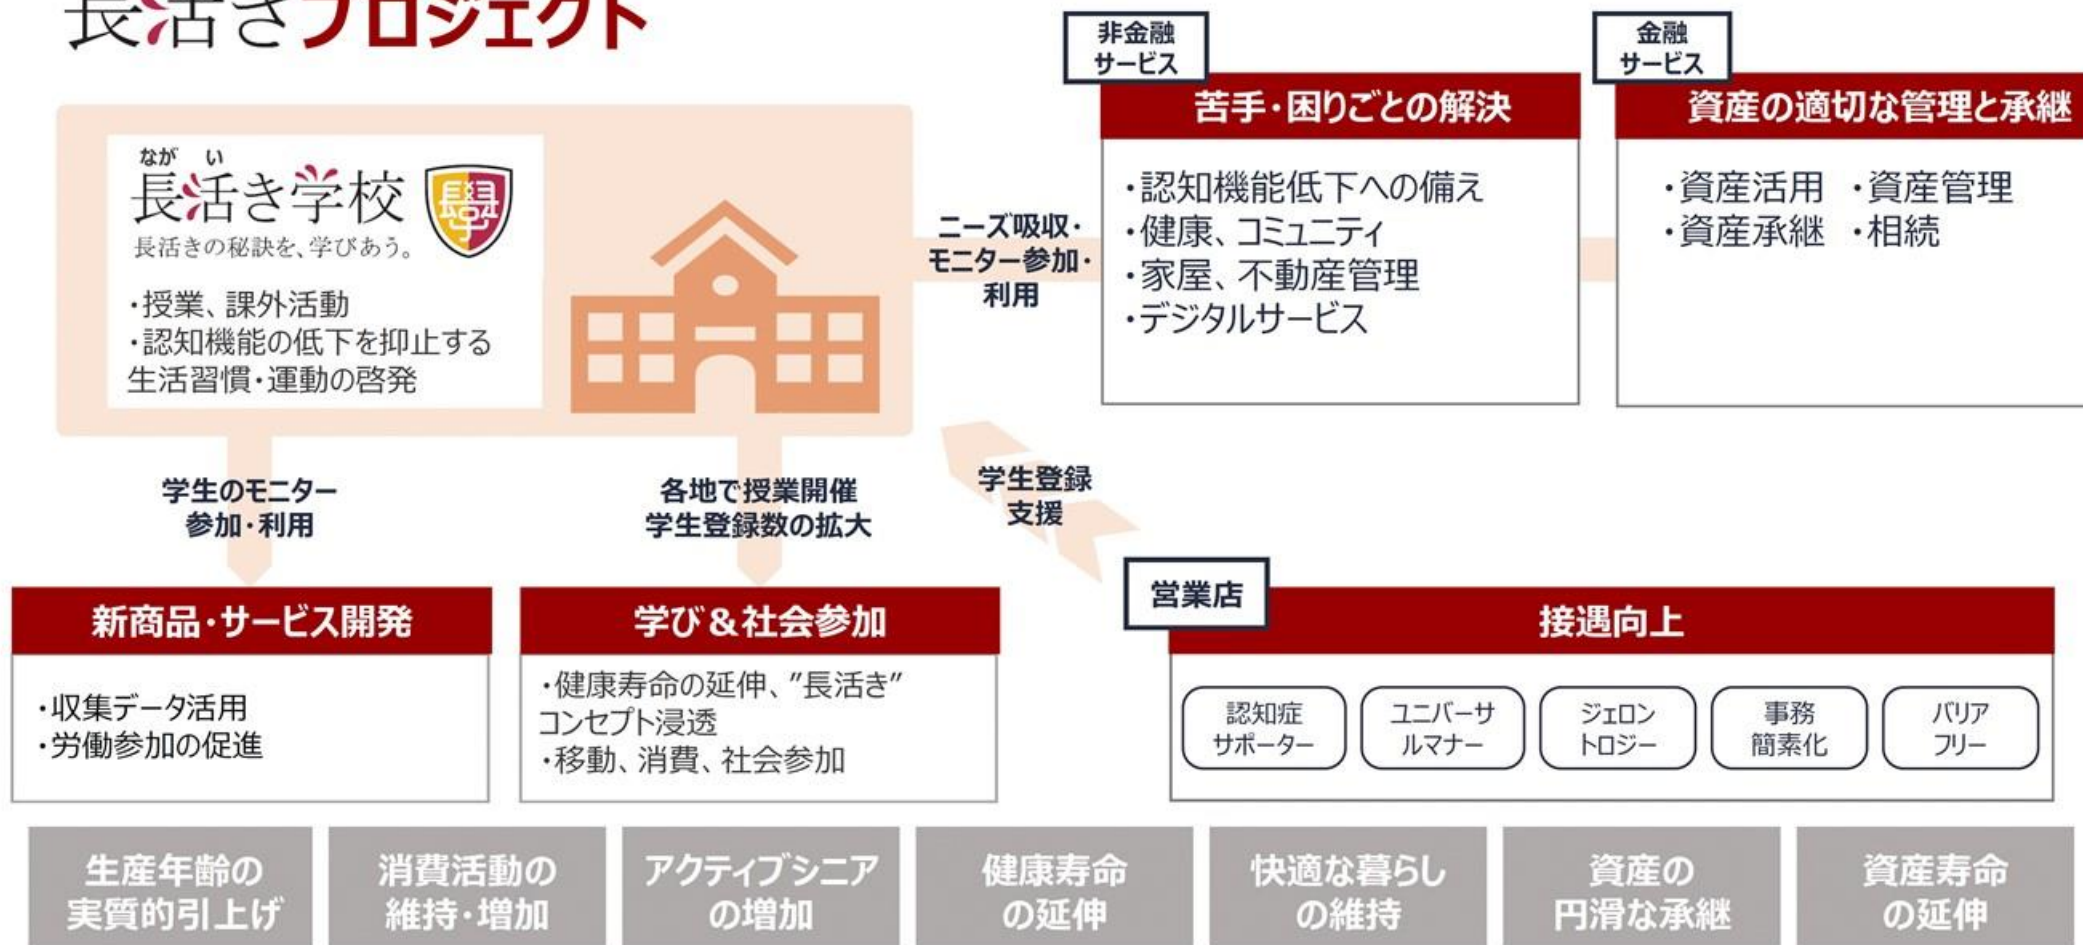 長活きプロジェクト
なが い
長活き学校
長活きの秘訣を、学びあう。
・授業、課外活動
・認知機能の低下を抑止する
生活習慣・運動の啓発
ニーズ吸収・
モニター参加・
利用
非金融
サービス
苦手・困りごとの解決
・認知機能低下への備え
・健康、コミュニティ
・家屋、不動産管理
・デジタルサービス
金融
サービス
資産の適切な管理と承継
・資産活用 ・資産管理
・資産承継 ・相続
学生のモニター
参加・利用
各地で授業開催
学生登録数の拡大
学生登録
支援
新商品・サービス開発
・収集データ活用
・労働参加の促進
学び＆社会参加
・健康寿命の延伸、”長活き”
コンセプト浸透
・移動、消費、社会参加
営業店
接遇向上
認知症
サポーター
ユニバーサ
ルマナー
ジェロン
トロジー
事務
簡素化
バリア
フリー
生産年齢の
実質的引上げ
消費活動の
維持・増加
アクティブシニア
の増加
健康寿命
の延伸
快適な暮らし
の維持
資産の
円滑な承継
資産寿命
の延伸